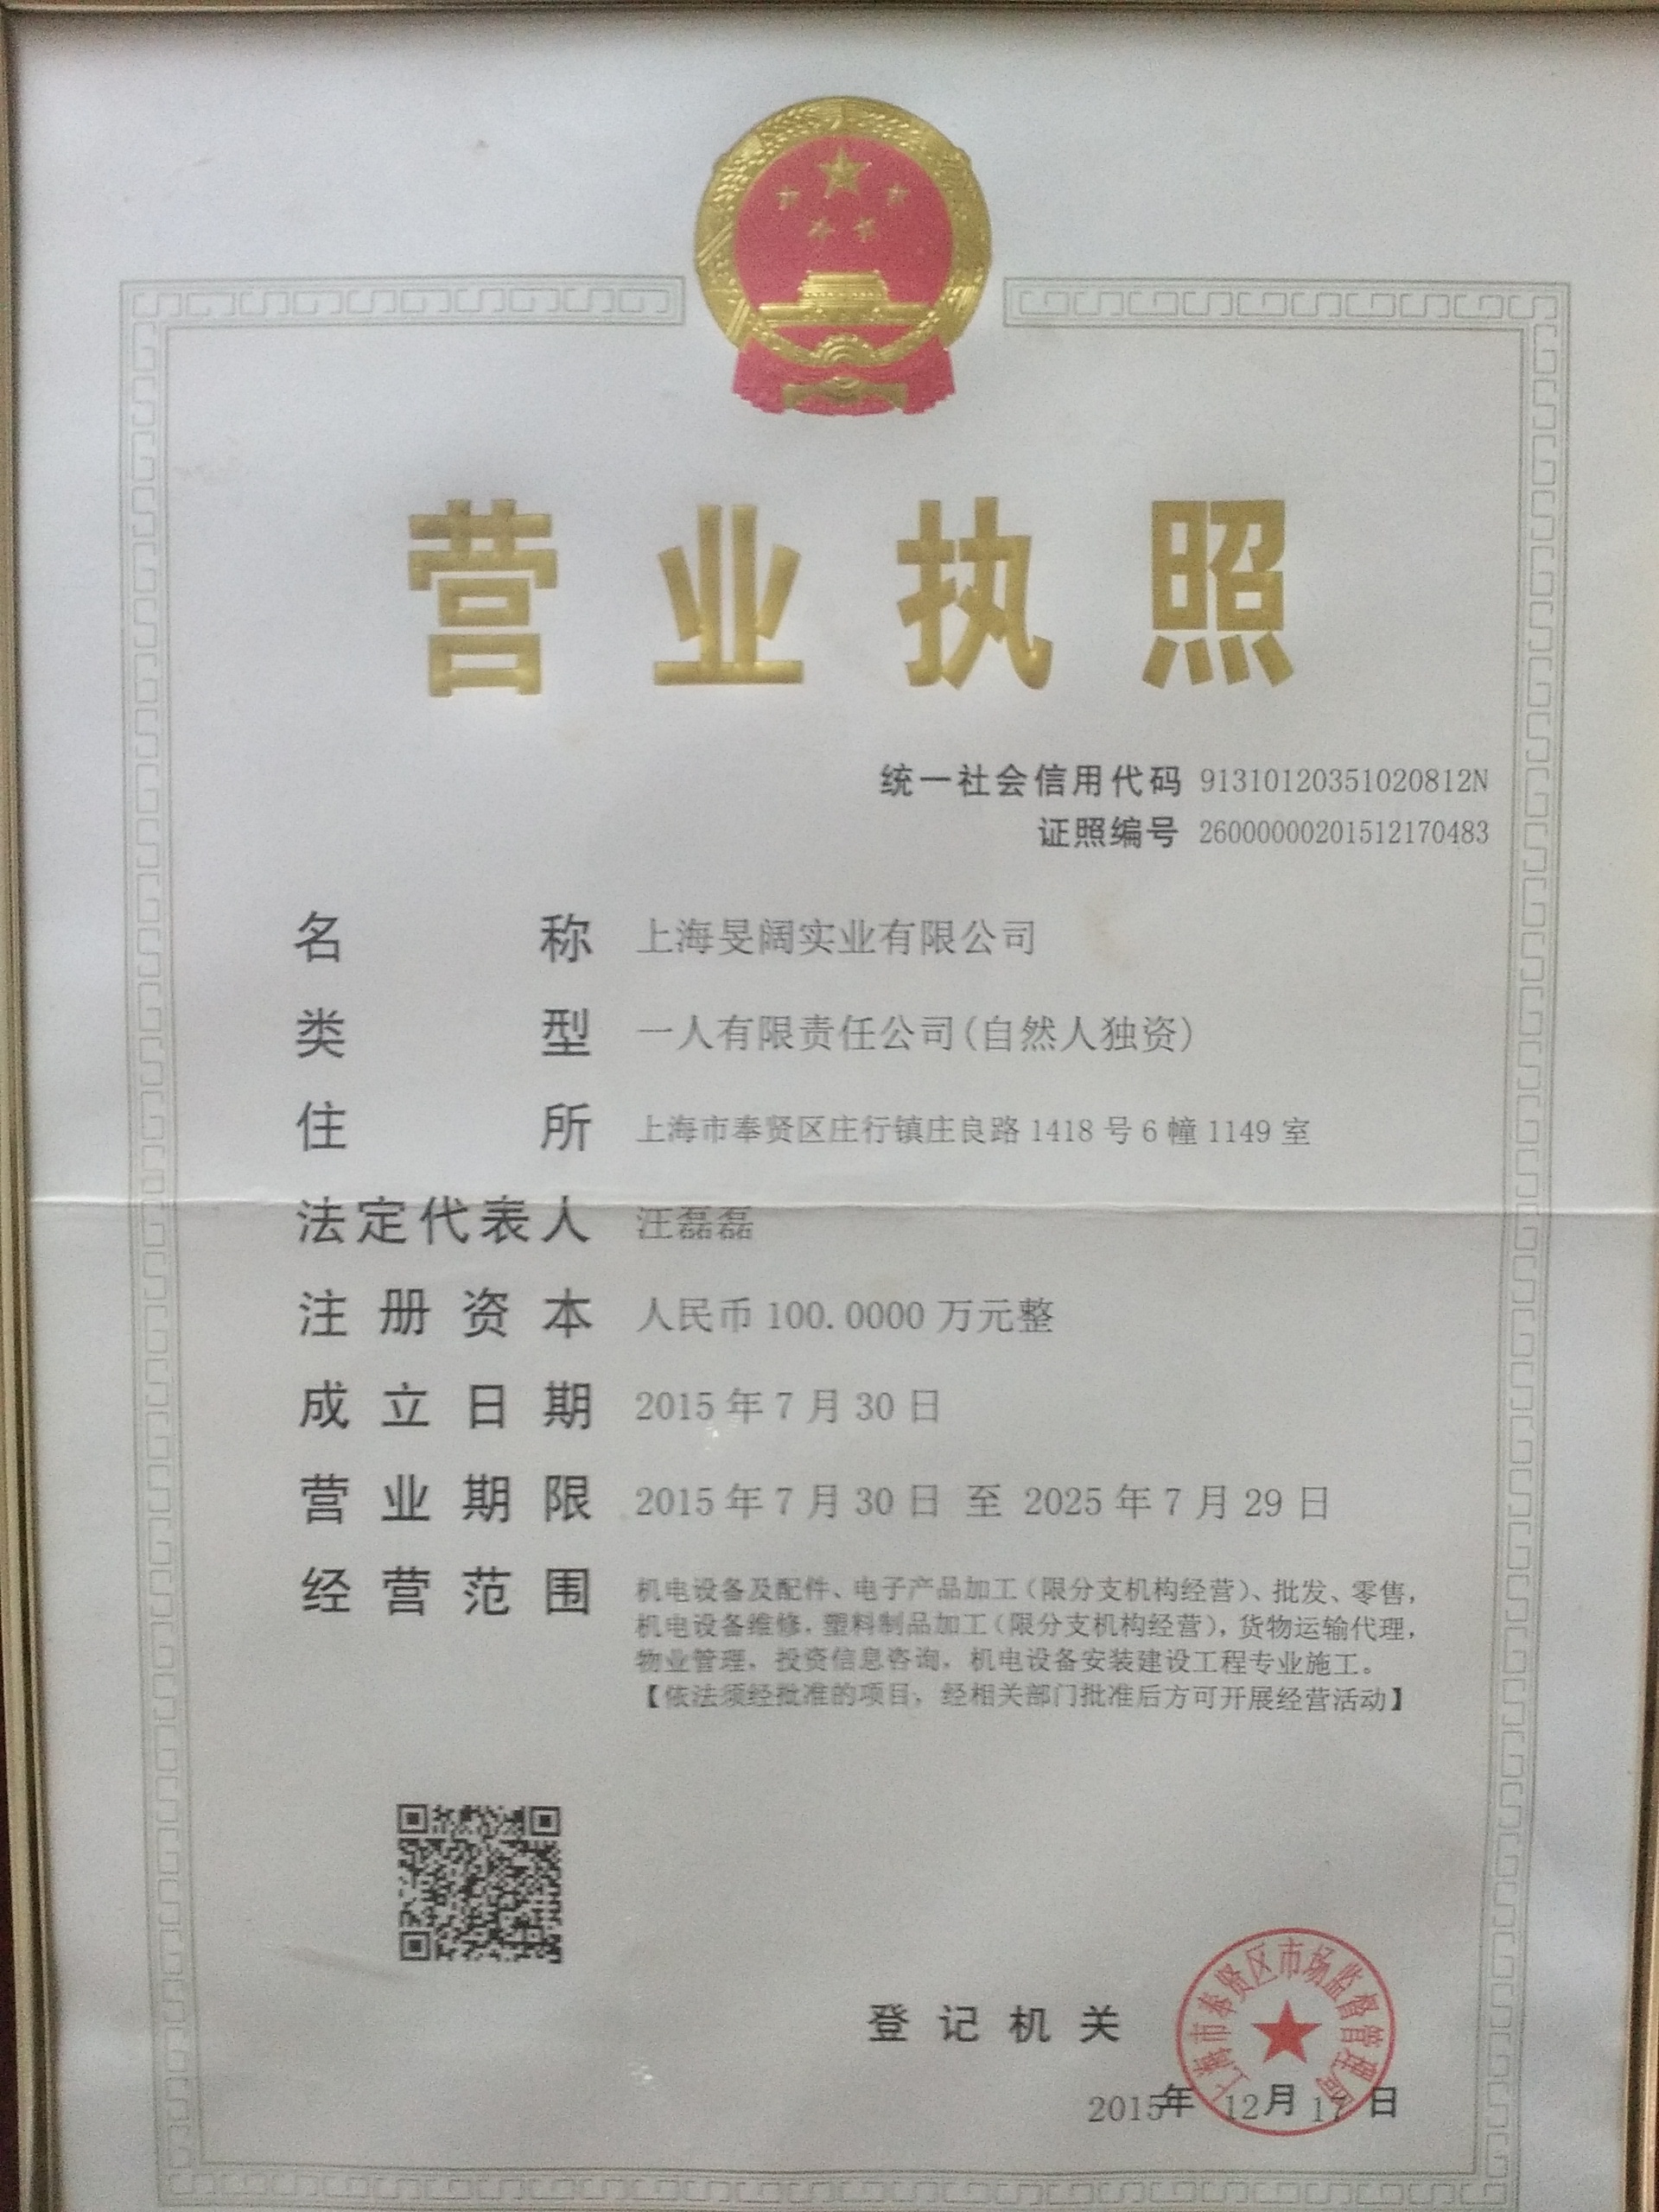 营业执照
统一社会信用代码 91310120351020812N
证照编号 26000000201512170483
名称 上海旻阔实业有限公司
类型 一人有限责任公司(自然人独资)
住所 上海市奉贤区庄行镇庄良路1418号6幢1149室
法定代表人 汪磊磊
注册资本 人民币100.0000万元整
成立日期 2015年7月30日
营业期限 2015年7月30日 至 2025年7月29日
经营范围 机电设备及配件、电子产品加工(限分支机构经营)、批发、零售,
机电设备维修,塑料制品加工(限分支机构经营),货物运输代理,
物业管理,投资信息咨询,机电设备安装建设工程专业施工。
【依法须经批准的项目,经相关部门批准后方可开展经营活动】
登记机关
上海市奉贤区市场监督管理局
2015年12月17日